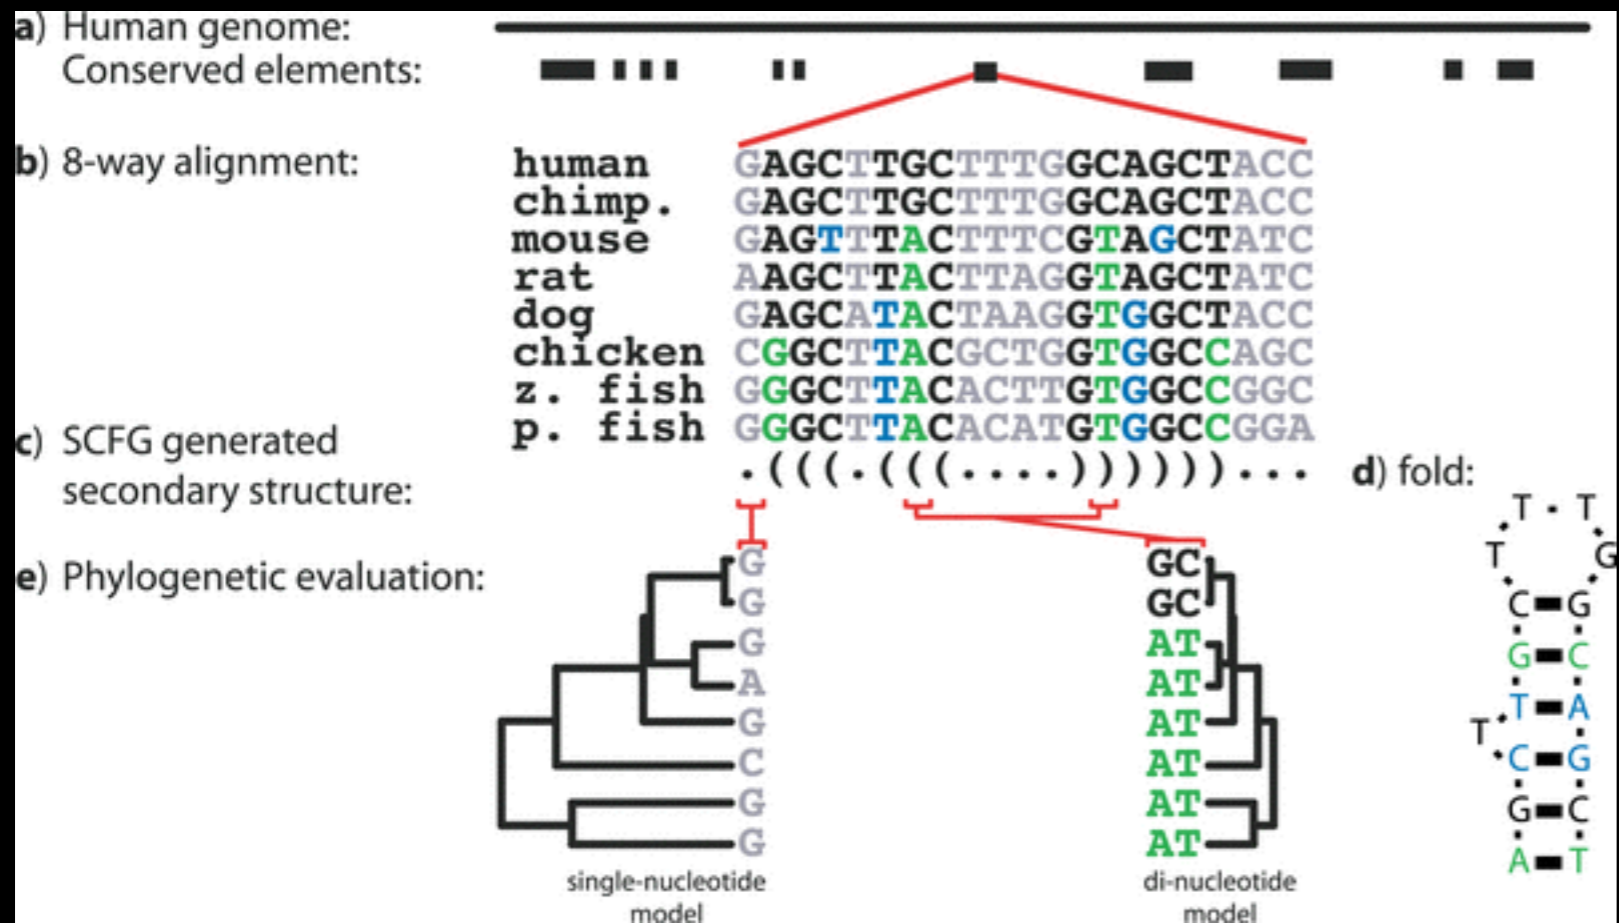 a) Human genome:
Conserved elements:
b) 8-way alignment:
human GAGCTTGCTTTGGCAGCTACC
chimp. GAGCTTGCTTTGGCAGCTACC
mouse GAGTTTACTTTCGTAGCTATC
rat AAGCTTACTTAGGTAGCTATC
dog GAGCATACTAAGGTGGCTACC
chicken CGGCTTACGCTGGTGGCCAGC
z. fish GGGCTTACACTTGTGGCCGGC
p. fish GGGCTTACACATGTGGCCGGA
c) SCFG generated
secondary structure:
.(((.(((....))))))...
d) fold:
T T
T G
C G
G C
T A
T
C G
G C
A T
e) Phylogenetic evaluation:
G GC
G GC
G AT
A AT
G AT
C AT
G AT
G AT
single-nucleotide
model
di-nucleotide
model